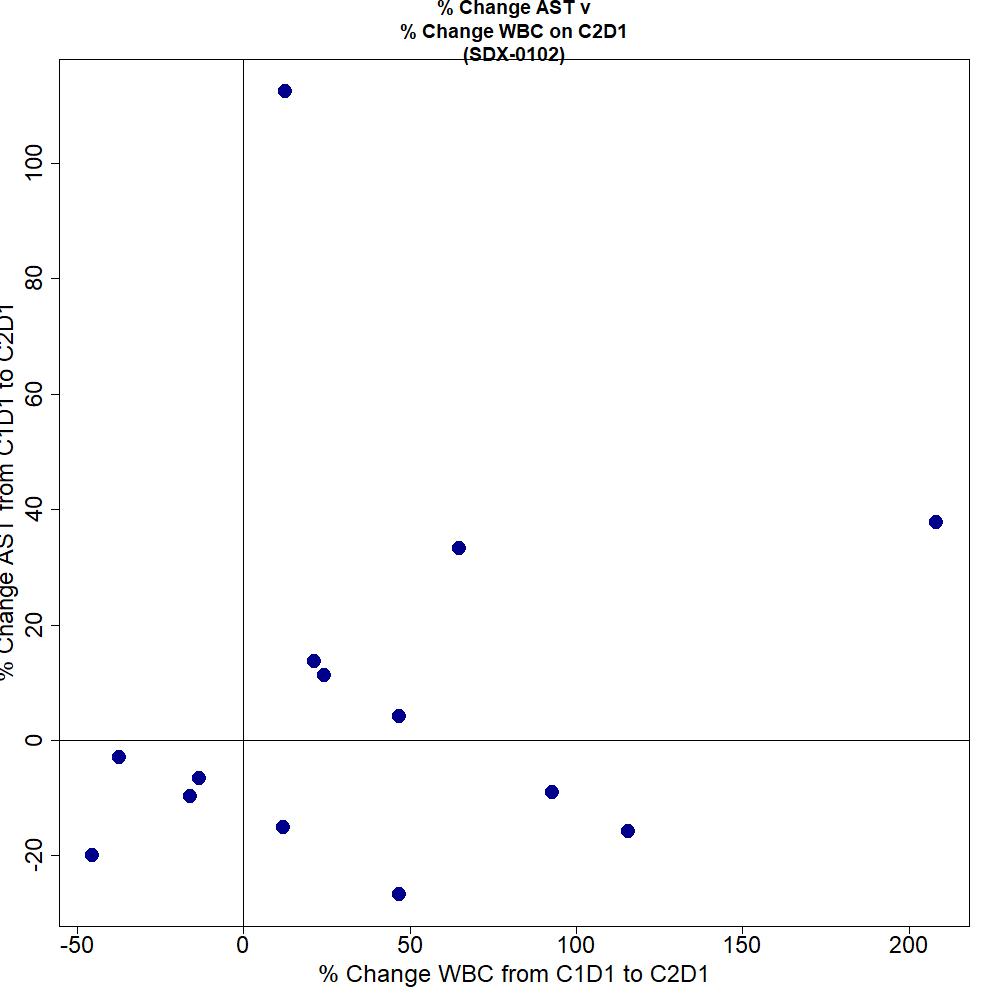 % Change AST v
% Change WBC on C2D1
(SDX-0102)
% Change AST from C1D1 to C2D1
100
80
60
40
20
0
-20
-50
0
50
100
150
200
% Change WBC from C1D1 to C2D1